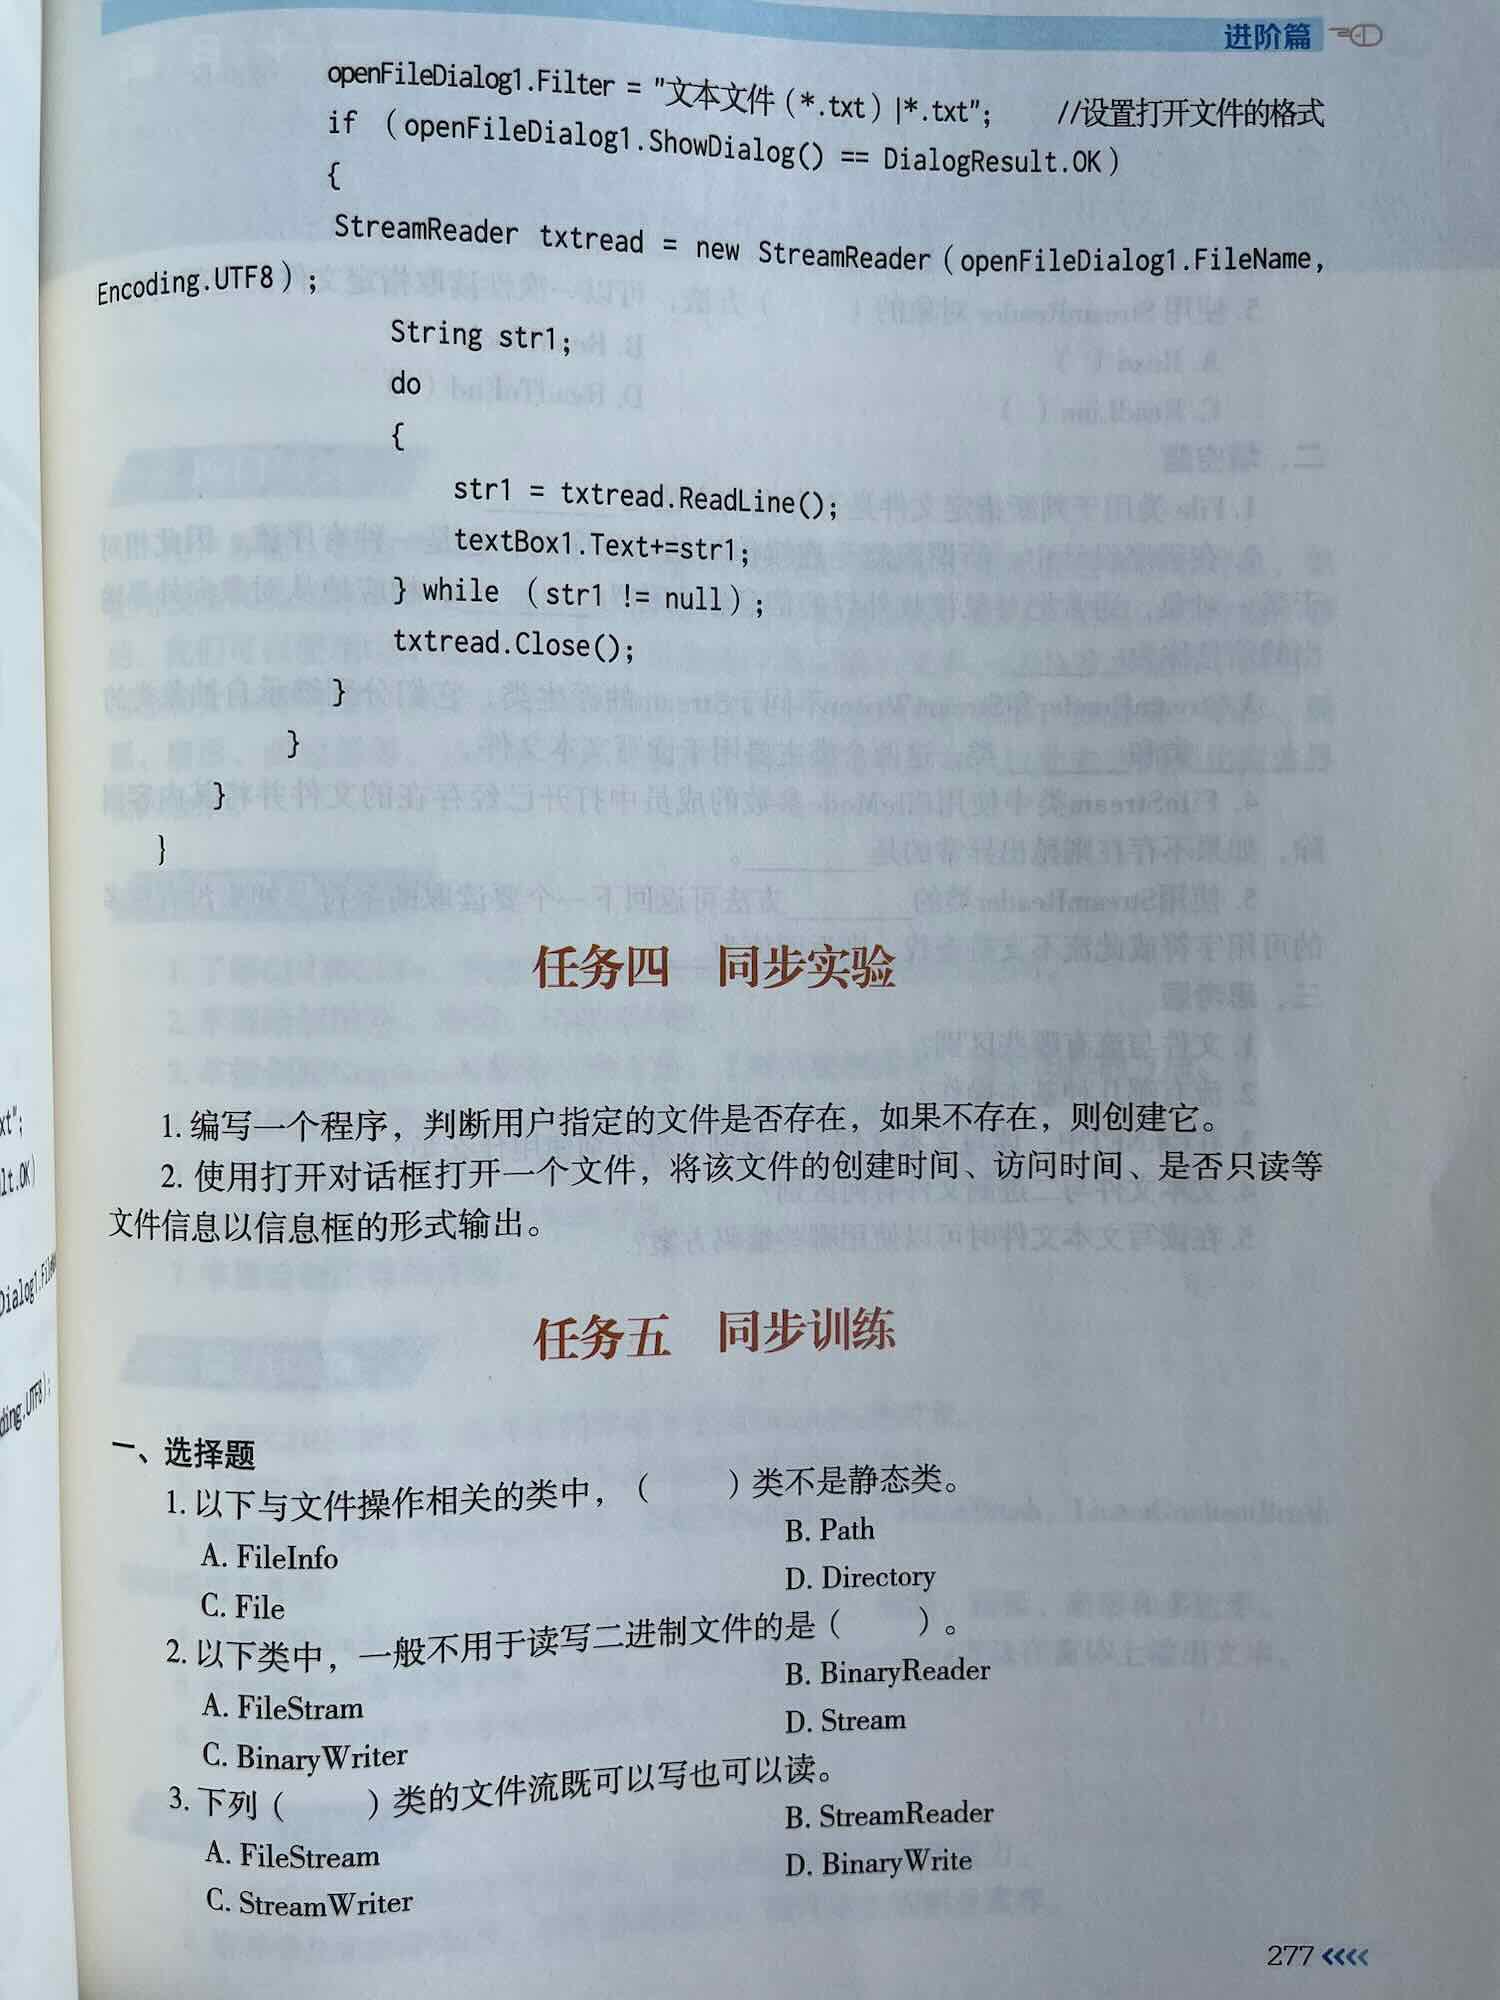 进阶篇
openFileDialog1.Filter = "文本文件(*.txt)|*.txt"; //设置打开文件的格式
if (openFileDialog1.ShowDialog() == DialogResult.OK)
{
StreamReader txtread = new StreamReader(openFileDialog1.FileName,
Encoding.UTF8);
String str1;
do
{
str1 = txtread.ReadLine();
textBox1.Text+=str1;
} while (str1 != null);
txtread.Close();
}
}
}
}
任务四 同步实验
1. 编写一个程序，判断用户指定的文件是否存在，如果不存在，则创建它。
2. 使用打开对话框打开一个文件，将该文件的创建时间、访问时间、是否只读等
文件信息以信息框的形式输出。
任务五 同步训练
一、选择题
1. 以下与文件操作相关的类中，（ ）类不是静态类。
A. FileInfo B. Path
C. File D. Directory
2. 以下类中，一般不用于读写二进制文件的是（ ）。
A. FileStram B. BinaryReader
C. BinaryWriter D. Stream
3. 下列（ ）类的文件流既可以写也可以读。
A. FileStream B. StreamReader
C. StreamWriter D. BinaryWrite
277